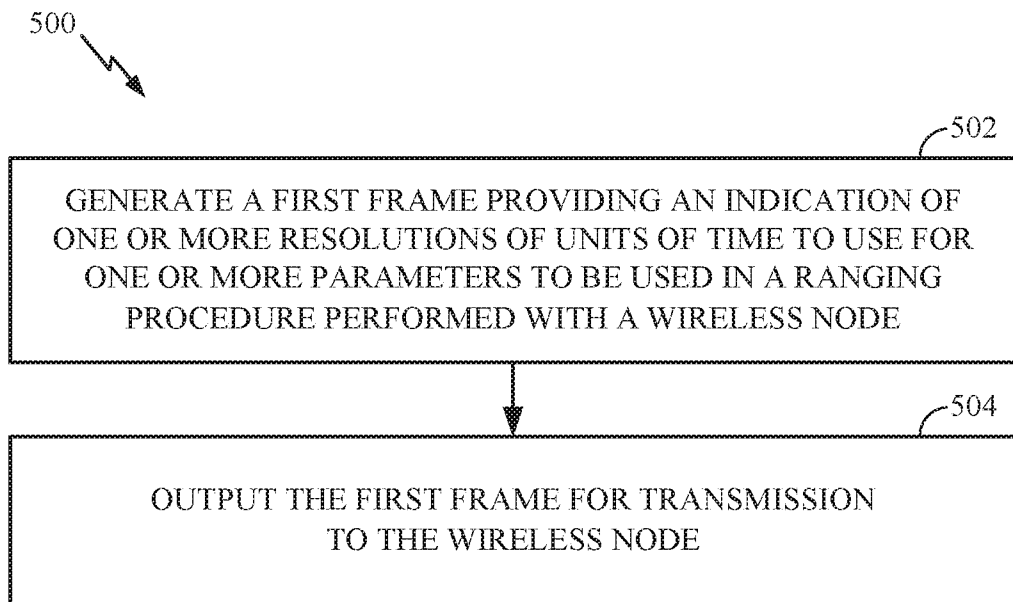 500
502
GENERATE A FIRST FRAME PROVIDING AN INDICATION OF
ONE OR MORE RESOLUTIONS OF UNITS OF TIME TO USE FOR
ONE OR MORE PARAMETERS TO BE USED IN A RANGING
PROCEDURE PERFORMED WITH A WIRELESS NODE
504
OUTPUT THE FIRST FRAME FOR TRANSMISSION
TO THE WIRELESS NODE